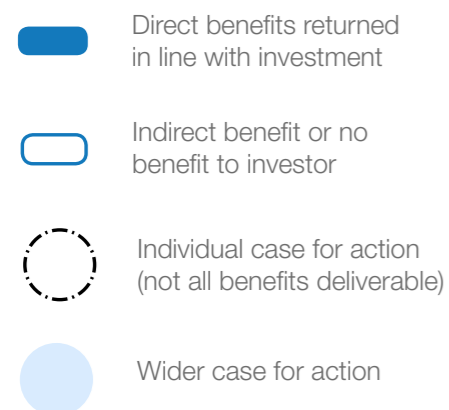 Direct benefits returned
in line with investment
Indirect benefit or no
benefit to investor
Individual case for action
(not all benefits deliverable)
Wider case for action